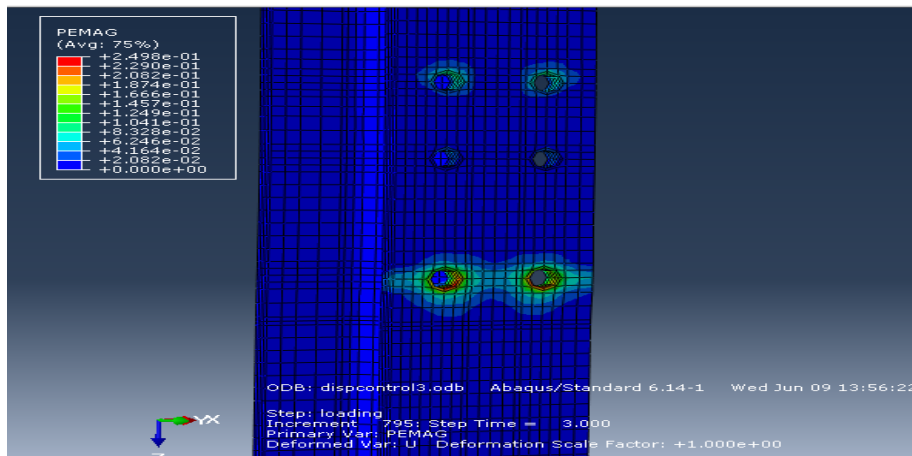 PEMAG
(Avg: 75%)
+2.498e-01
+2.290e-01
+2.082e-01
+1.874e-01
+1.666e-01
+1.457e-01
+1.249e-01
+1.041e-01
+8.328e-02
+6.246e-02
+4.164e-02
+2.082e-02
+0.000e+00
ODB: dispcontrol3.odb Abaqus/Standard 6.14-1 Wed Jun 09 13:56:22
Step: loading
Increment 795: Step Time = 3.000
Primary Var: PEMAG
Deformed Var: U Deformation Scale Factor: +1.000e+00
YX